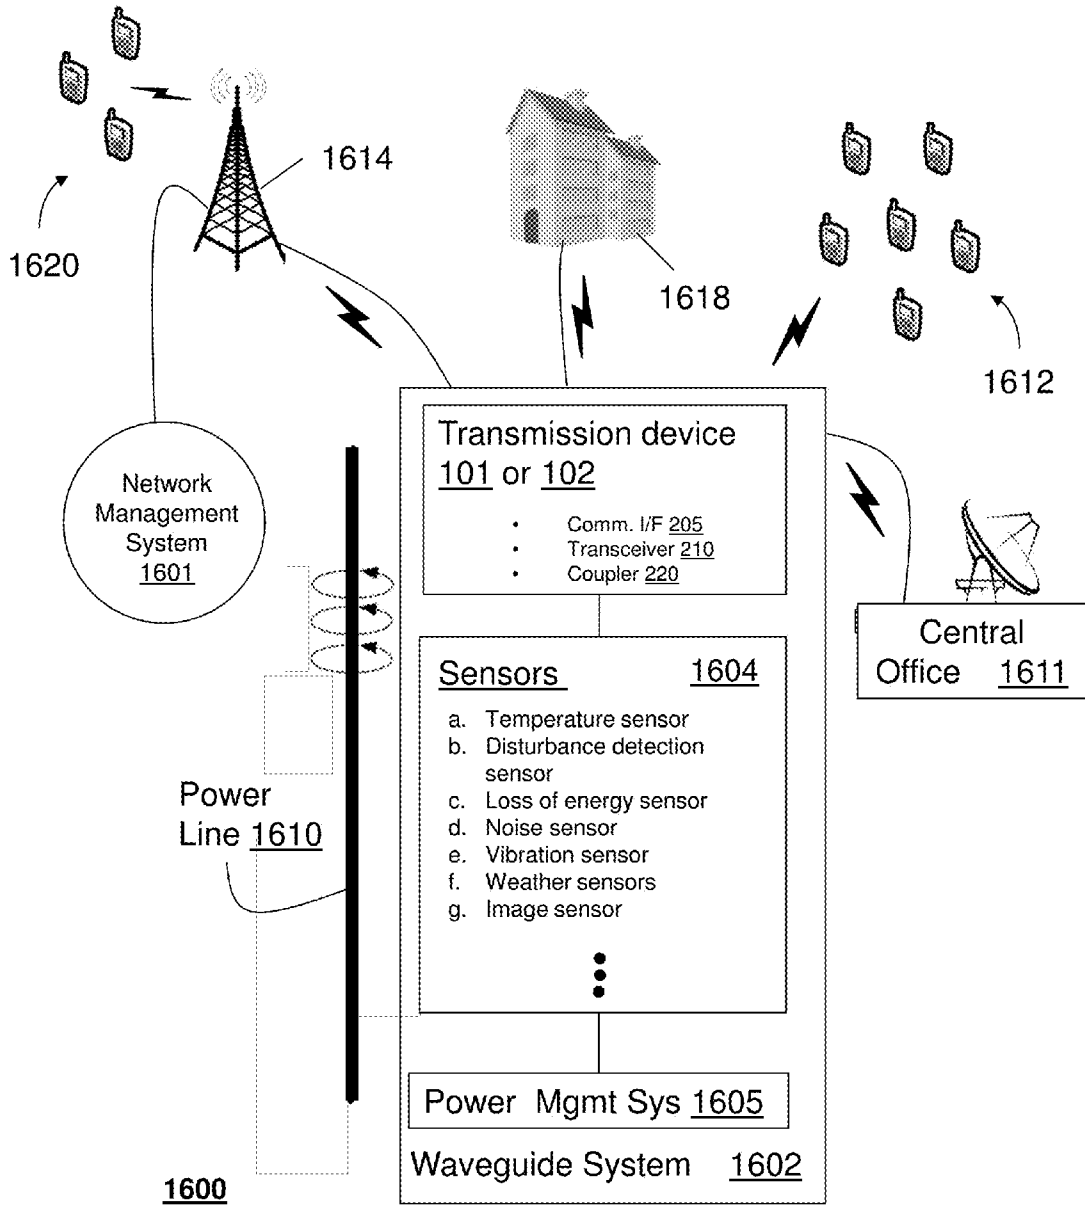 1614
1620
1618
1612
Network
Management
System
1601
Transmission device
101 or 102
• Comm. I/F 205
• Transceiver 210
• Coupler 220
Central
Office 1611
Sensors 1604
a. Temperature sensor
b. Disturbance detection
sensor
c. Loss of energy sensor
d. Noise sensor
e. Vibration sensor
f. Weather sensors
g. Image sensor
Power
Line 1610
Power Mgmt Sys 1605
Waveguide System 1602
1600